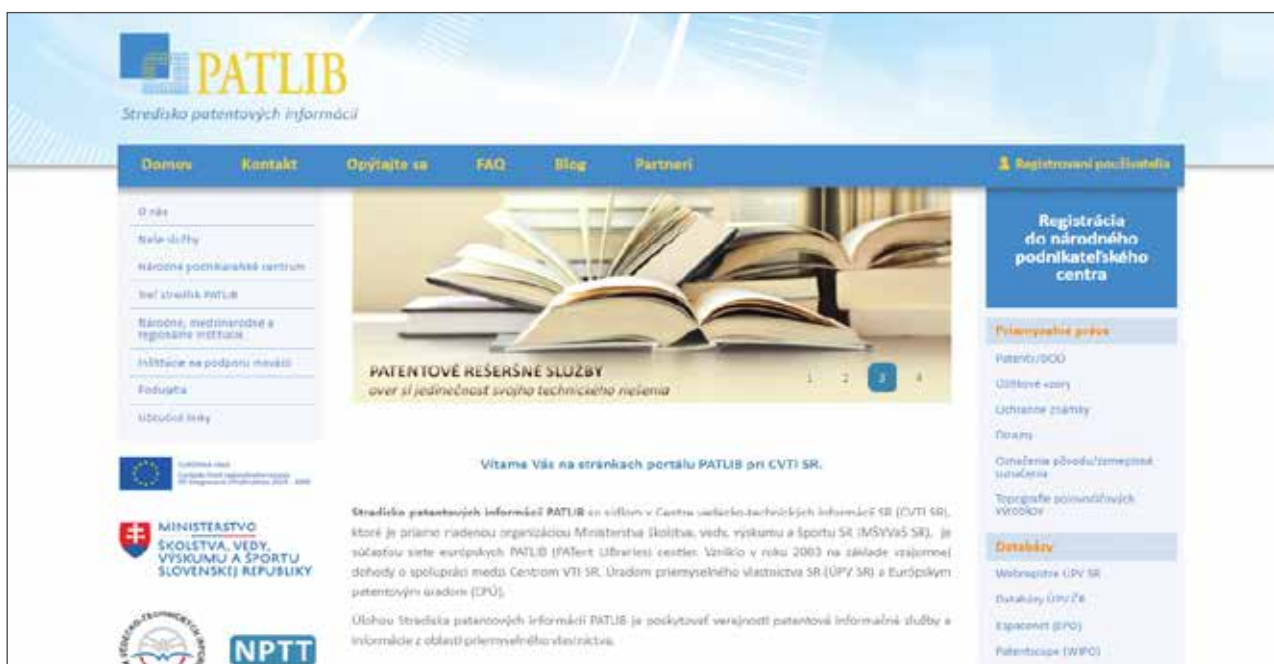 PATLIB
Stredisko patentových informácií
Domov Kontakt Opýtajte sa FAQ Blog Partneri Registrovaní používatelia
O nás
Naše služby
Národné podnikateľské centrum
Sieť stredísk PATLIB
Národné, medzinárodné a
regionálne inštitúcie
Inštitúcie na podporu inovácií
Podujatia
Užitočné linky
PATENTOVÉ REŠERŠNÉ SLUŽBY
over si jedinečnosť svojho technického riešenia
1 2 3 4
Registrácia
do národného
podnikateľského
centra
Priemyselné práva
Patenty/DOO
Úžitkové vzory
Ochranné známky
Dizajny
Označenia pôvodu/zemepisné
označenia
Topografie polovodičových
výrobkov
Databázy
Webregistre ÚPV SR
Databázy ÚPV ČR
Espacenet (EPO)
Patentscope (WIPO)
EURÓPSKA ÚNIA
MINISTERSTVO
ŠKOLSTVA, VEDY,
VÝSKUMU A ŠPORTU
SLOVENSKEJ REPUBLIKY
NPTT
Vitame Vás na stránkach portálu PATLIB pri CVTI SR.
Stredisko patentových informácií PATLIB so sídlom v Centre vedecko-technických informácií SR (CVTI SR),
ktoré je priamo riadenou organizáciou Ministerstva školstva, vedy, výskumu a športu SR (MŠVVaŠ SR), je
súčasťou siete európskych PATLIB (PATent LIBraries) centier. Vzniklo v roku 2003 na základe vzájomnej
dohody o spolupráci medzi Centrom VTI SR, Úradom priemyselného vlastníctva SR (ÚPV SR) a Európskym
patentovým úradom (EPÚ).
Úlohou Strediska patentových informácií PATLIB je poskytovať verejnosti patentové informačné služby a
informácie z oblasti priemyselného vlastníctva.